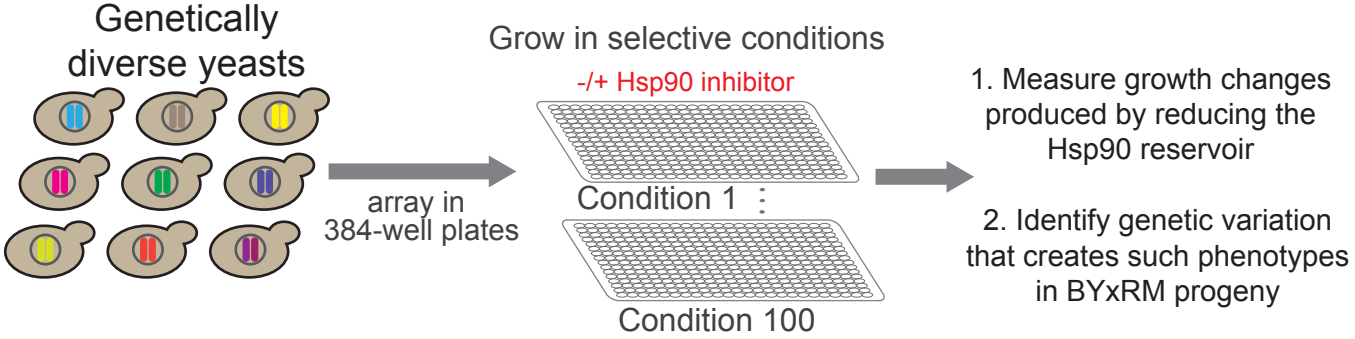 Genetically
diverse yeasts
array in
384-well plates
Grow in selective conditions
-/+ Hsp90 inhibitor
Condition 1
Condition 100
1. Measure growth changes
produced by reducing the
Hsp90 reservoir
2. Identify genetic variation
that creates such phenotypes
in BYxRM progeny